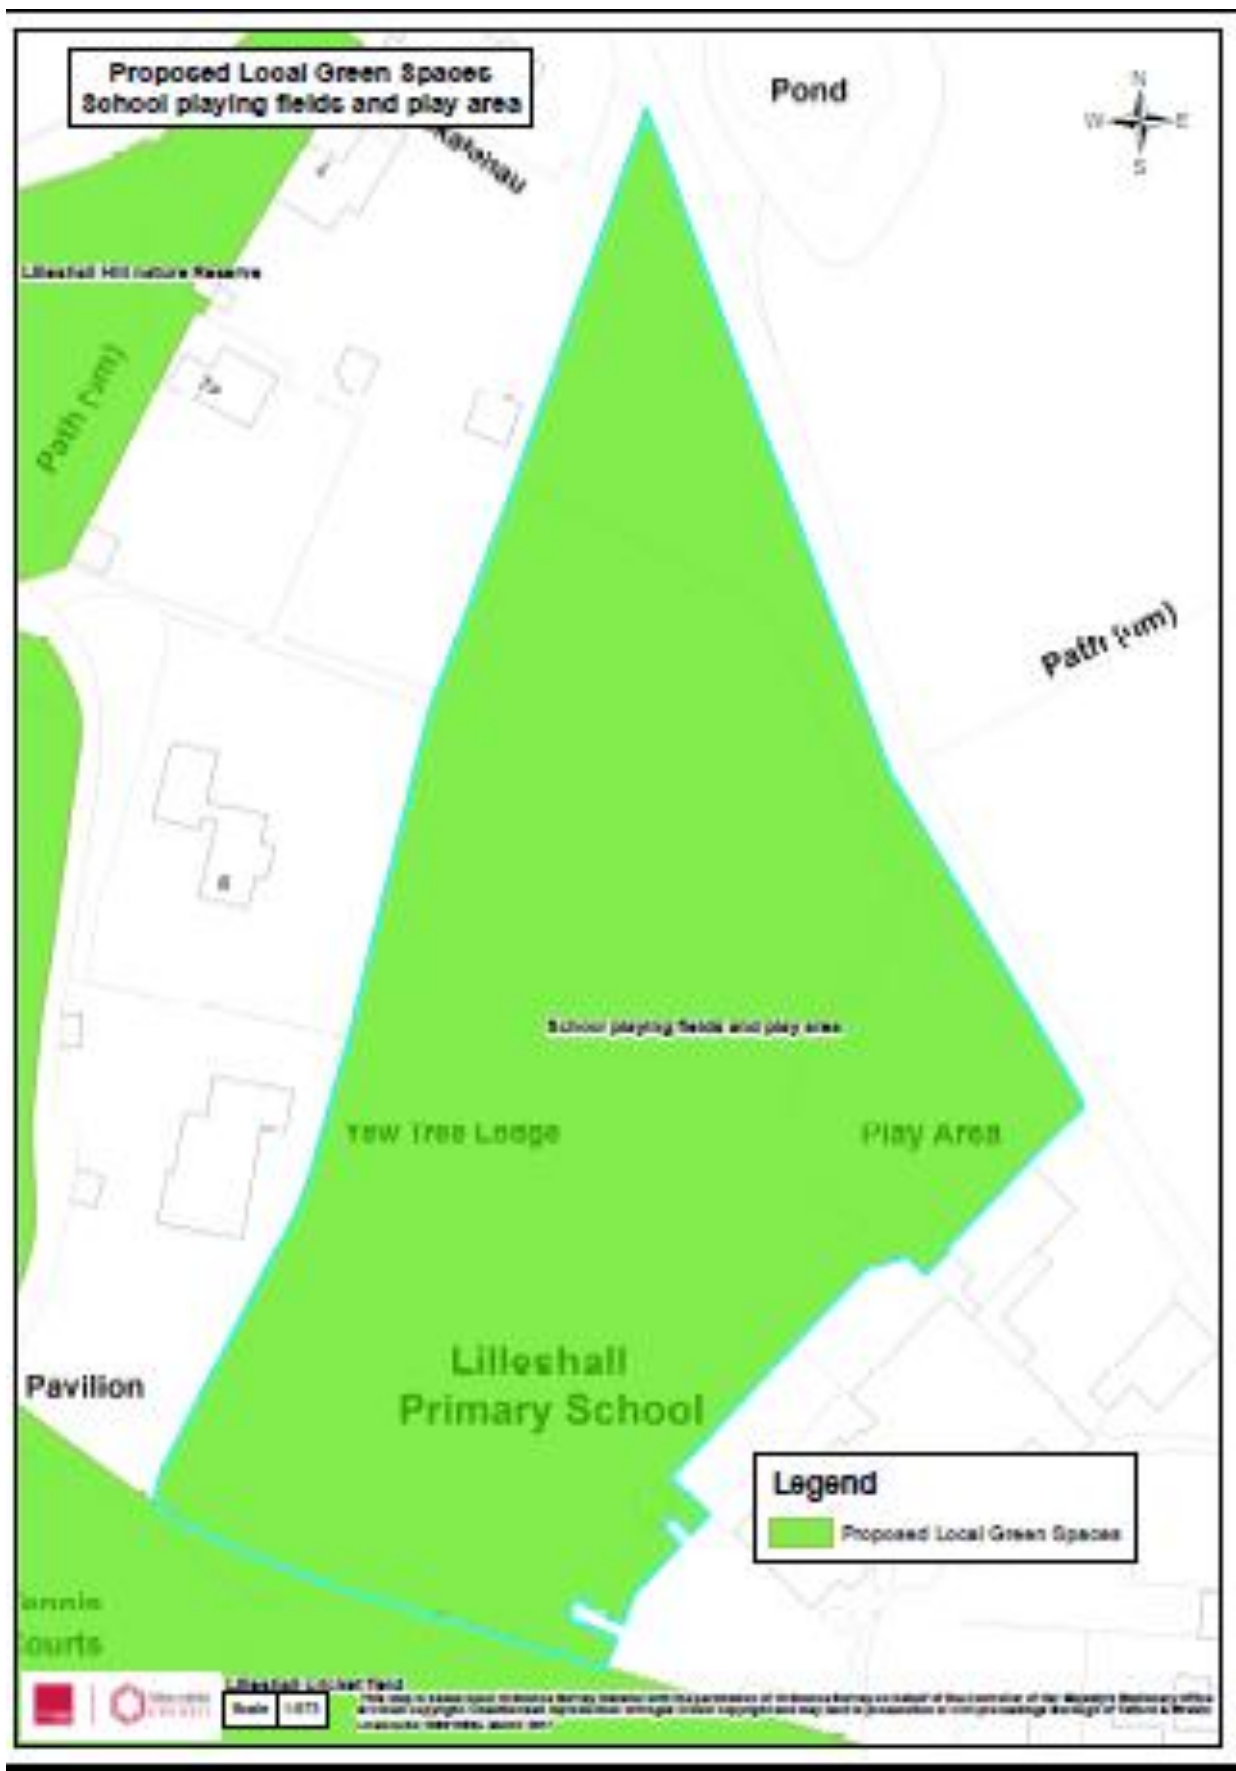 Proposed Local Green Spaces
School playing fields and play area
Pond
N
W E
S
Lilleshall Hill nature Reserve
Path (um)
Path (um)
School playing fields and play area
Yew Tree Lodge
Play Area
Lilleshall
Primary School
Pavilion
Legend
Proposed Local Green Spaces
Tennis
Courts
Lilleshall Cricket field
Scale